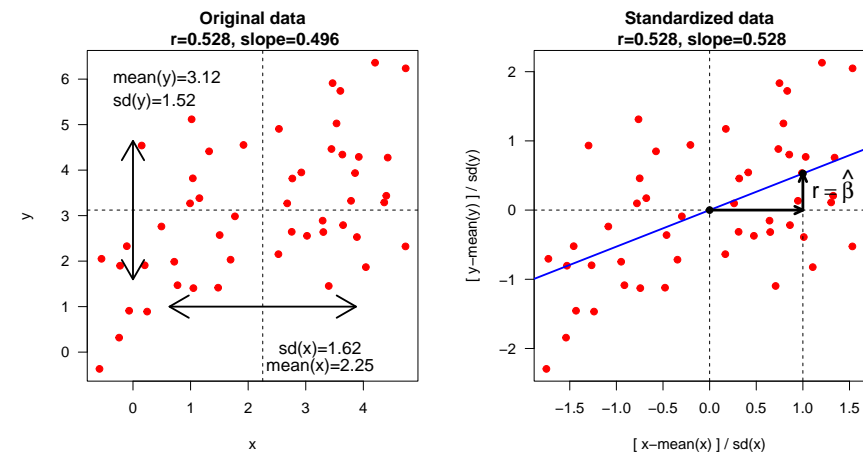 Original data
r=0.528, slope=0.496
mean(y)=3.12
sd(y)=1.52
sd(x)=1.62
mean(x)=2.25
y
6
5
4
3
2
1
0
0 1 2 3 4
x
Standardized data
r=0.528, slope=0.528
r = β̂
[ y−mean(y) ] / sd(y)
2
1
0
−1
−2
−1.5 −1.0 −0.5 0.0 0.5 1.0 1.5
[ x−mean(x) ] / sd(x)